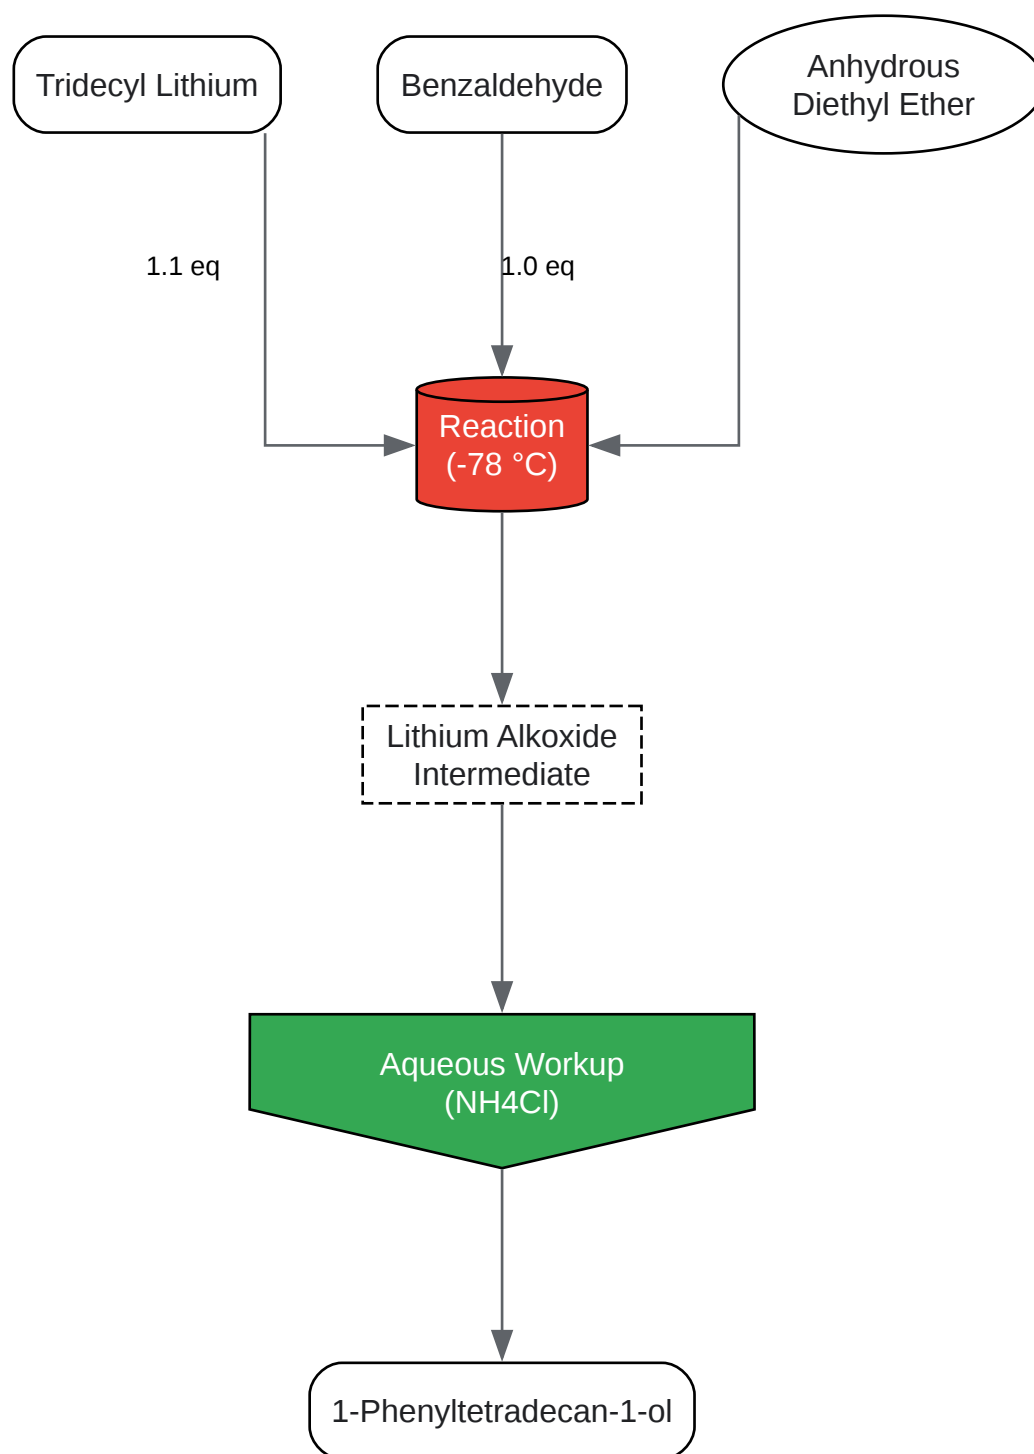 Tridecyl Lithium
Benzaldehyde
Anhydrous
Diethyl Ether
1.1 eq
1.0 eq
Reaction
(-78 °C)
Lithium Alkoxide
Intermediate
Aqueous Workup
(NH4Cl)
1-Phenyltetradecan-1-ol